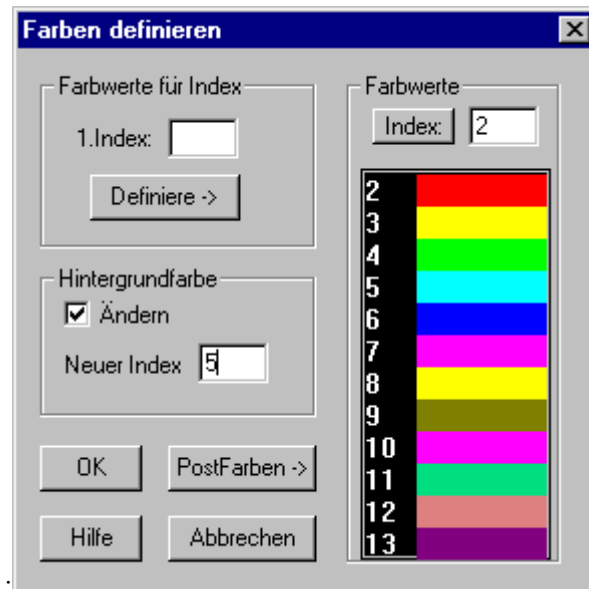 Farben definieren
Farbwerte für Index
1.Index:
Definiere ->
Hintergrundfarbe
Ändern
Neuer Index 5
OK PostFarben ->
Hilfe Abbrechen
Farbwerte
Index: 2
2
3
4
5
6
7
8
9
10
11
12
13
.